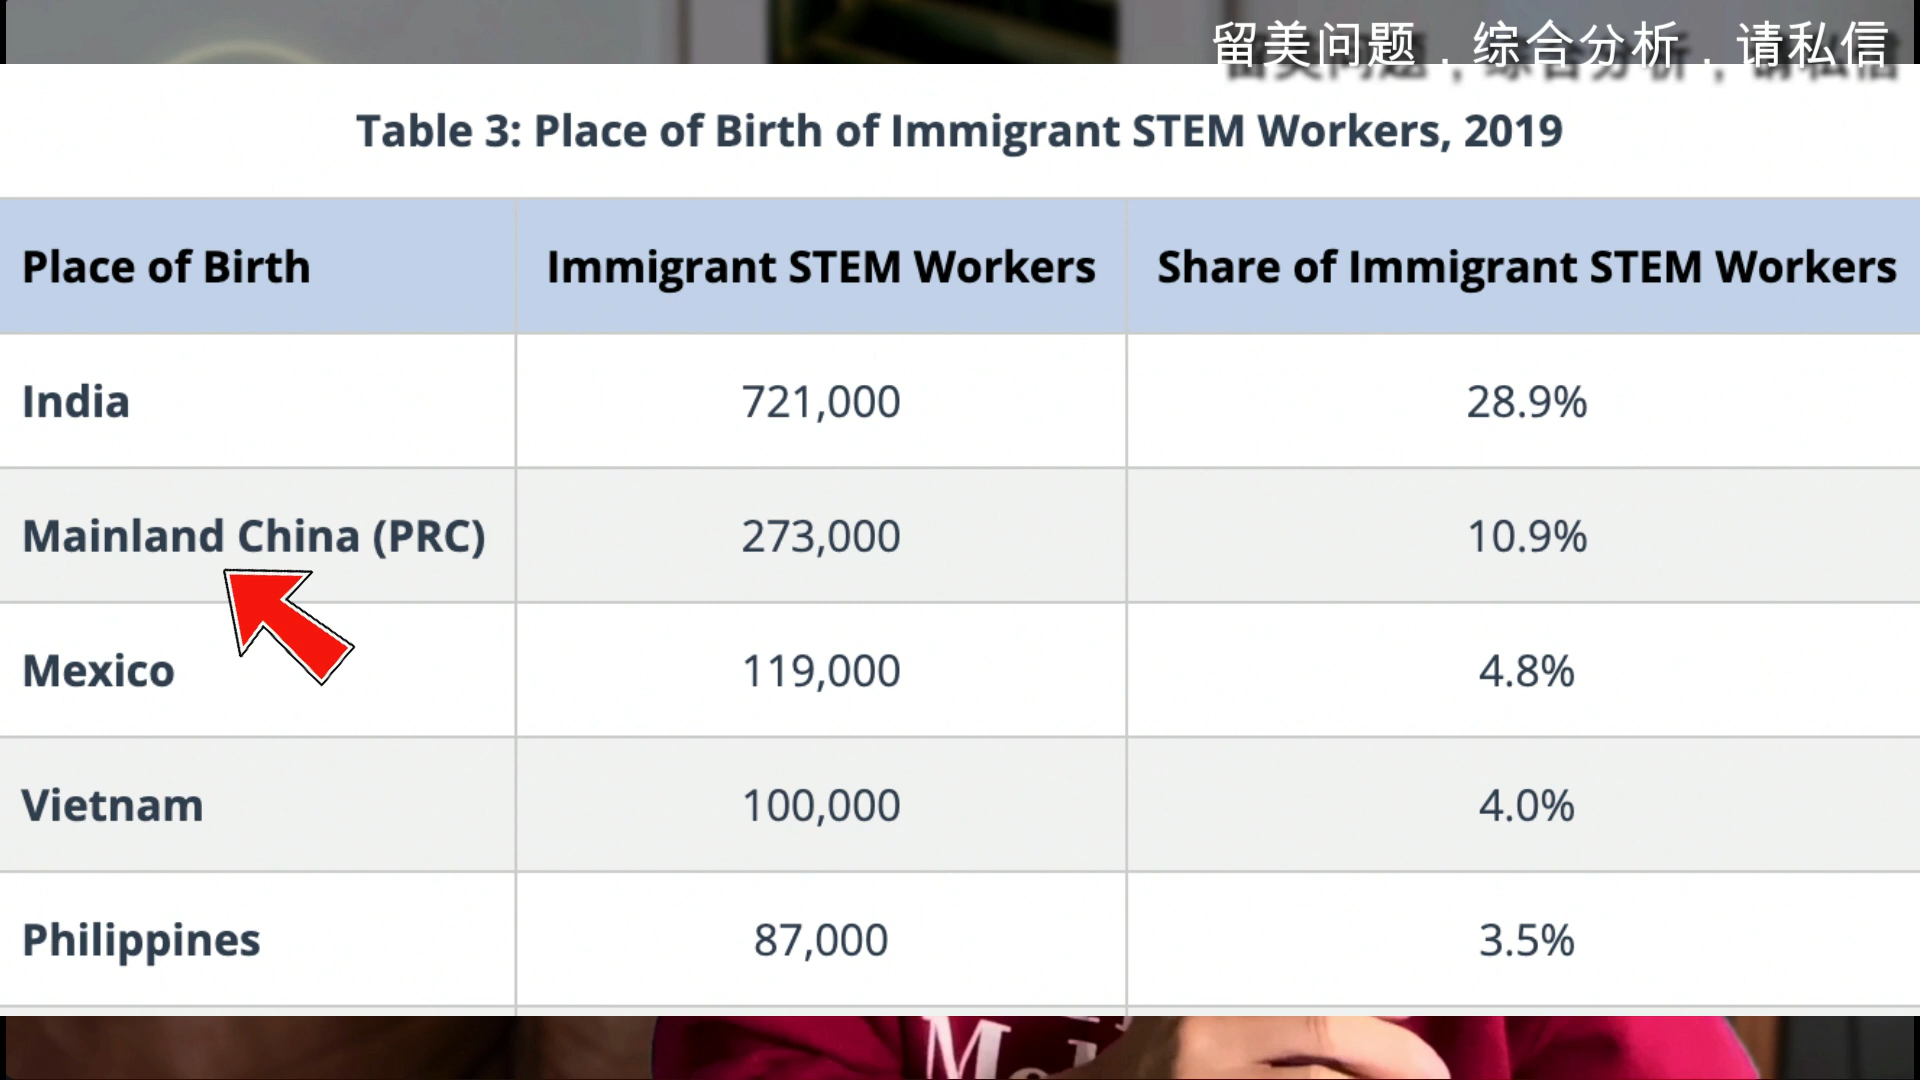 留美问题，综合分析，请私信
Table 3: Place of Birth of Immigrant STEM Workers, 2019
Place of Birth Immigrant STEM Workers Share of Immigrant STEM Workers
India 721,000 28.9%
Mainland China (PRC) 273,000 10.9%
Mexico 119,000 4.8%
Vietnam 100,000 4.0%
Philippines 87,000 3.5%